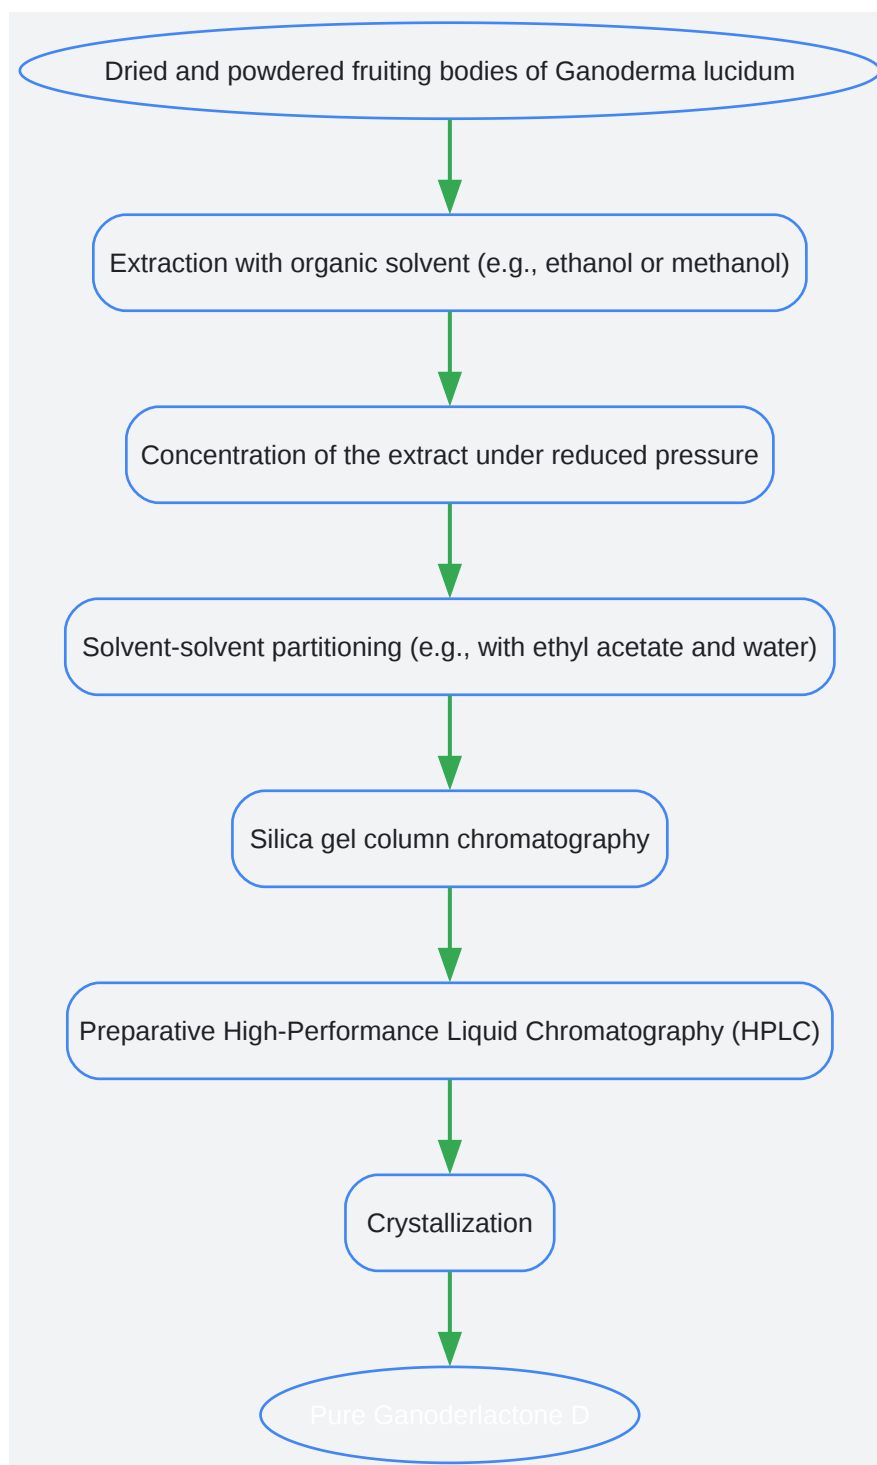 Dried and powdered fruiting bodies of Ganoderma lucidum
Extraction with organic solvent (e.g., ethanol or methanol)
Concentration of the extract under reduced pressure
Solvent-solvent partitioning (e.g., with ethyl acetate and water)
Silica gel column chromatography
Preparative High-Performance Liquid Chromatography (HPLC)
Crystallization
Pure Ganoderlactone D